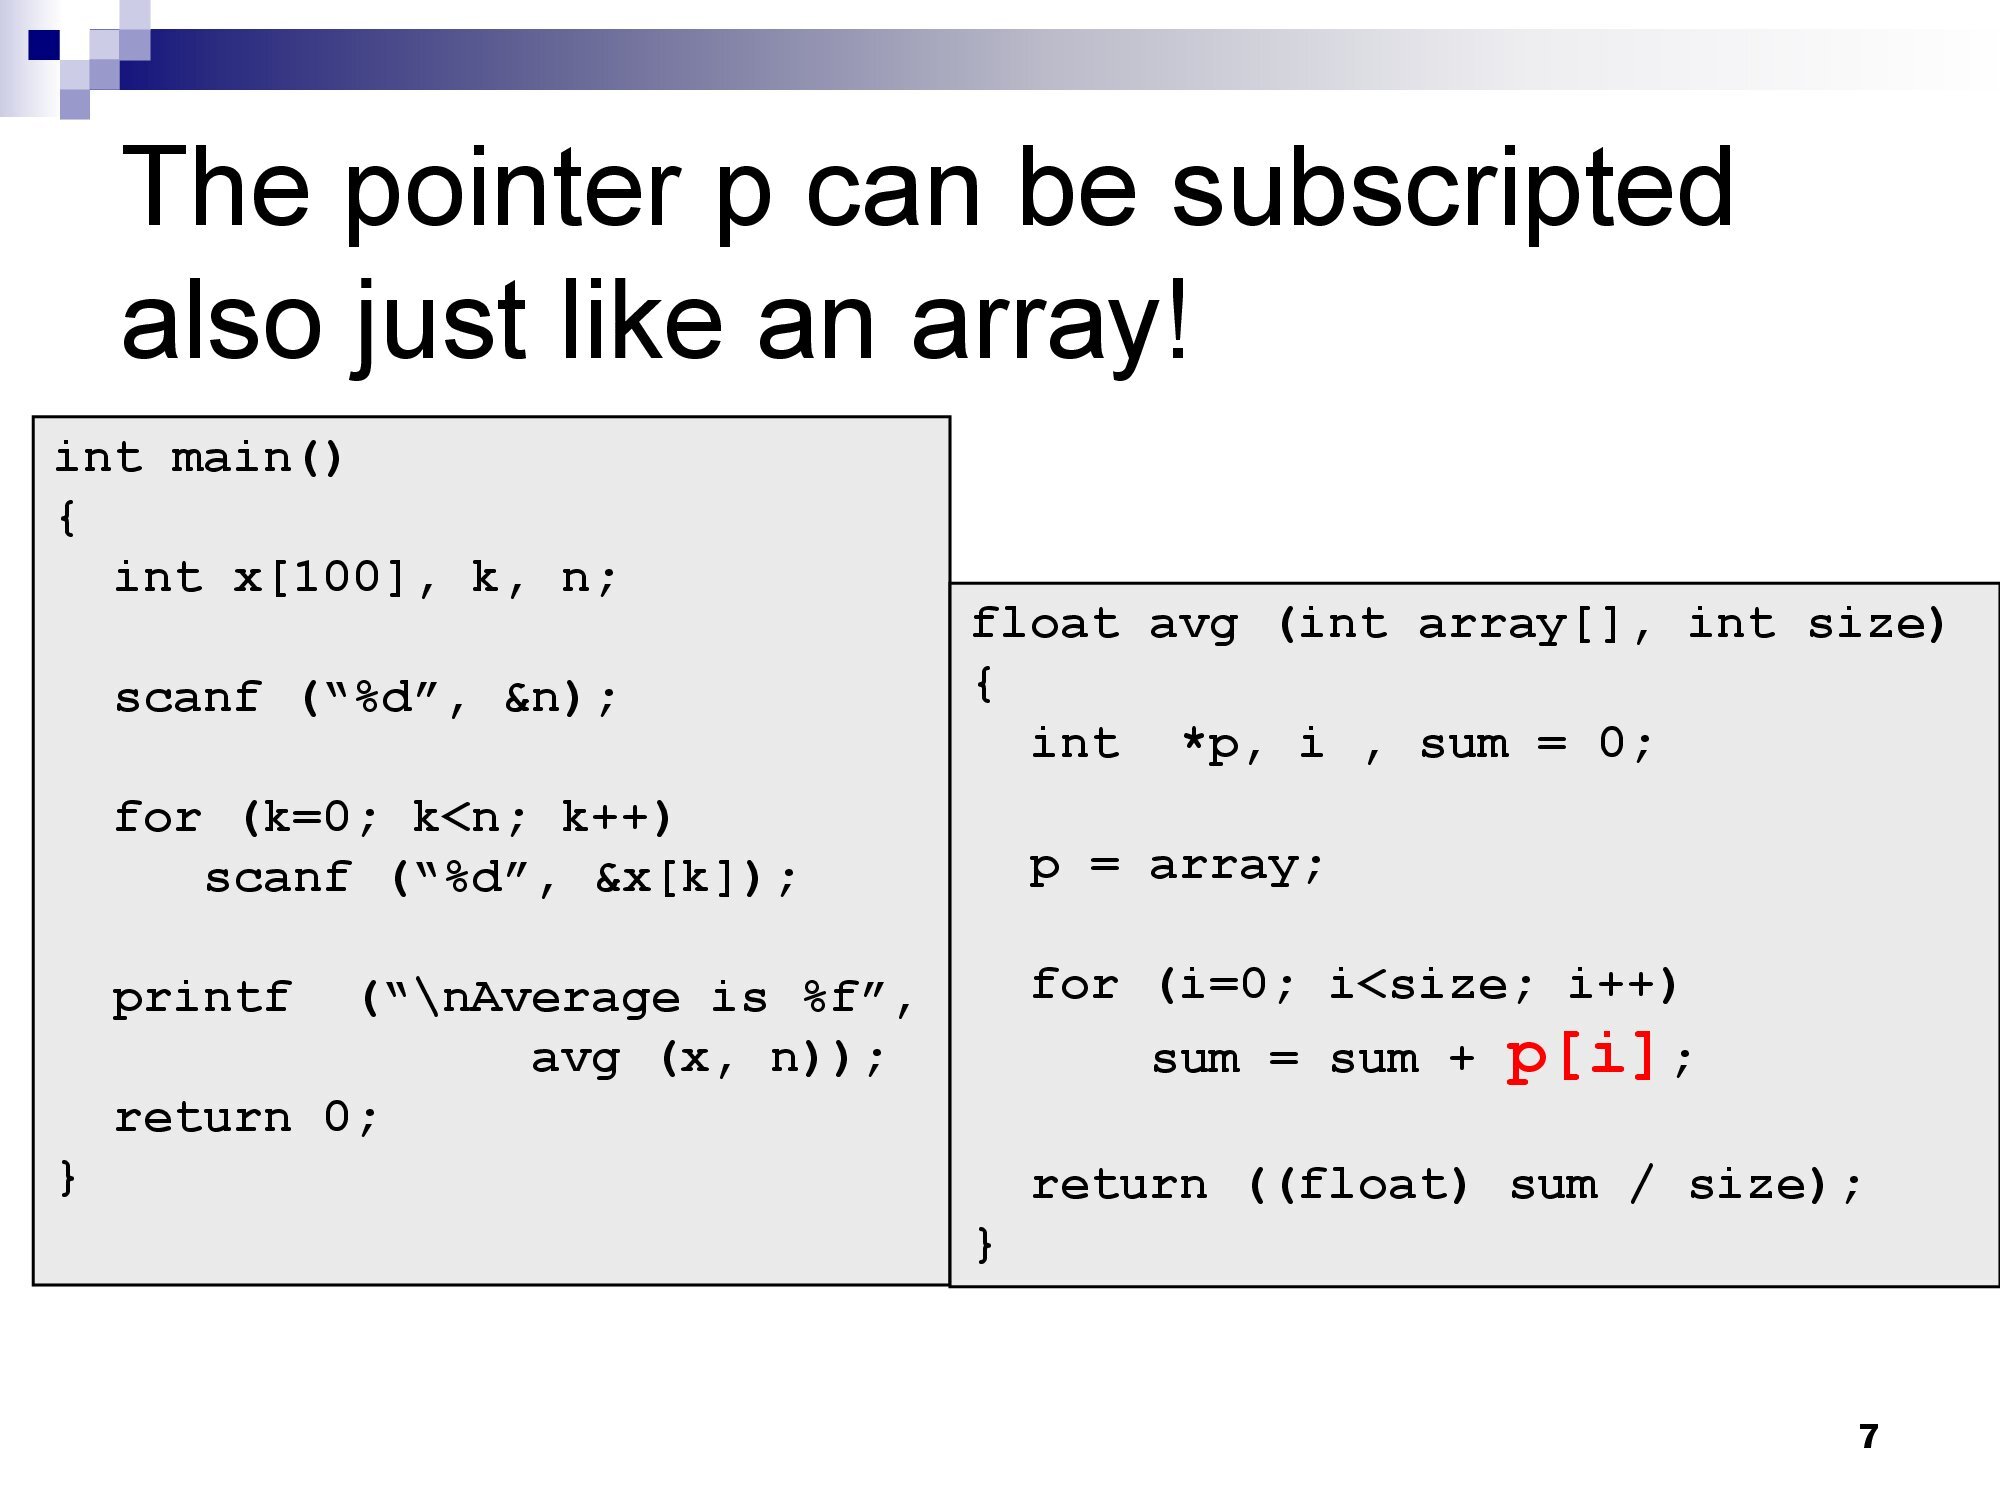 The pointer p can be subscripted
also just like an array!
int main()
{
int x[100], k, n;
scanf (“%d”, &n);
for (k=0; k<n; k++)
scanf (“%d”, &x[k]);
printf (“\nAverage is %f”,
avg (x, n));
return 0;
}
float avg (int array[], int size)
{
int *p, i , sum = 0;
p = array;
for (i=0; i<size; i++)
sum = sum + p[i];
return ((float) sum / size);
}
7